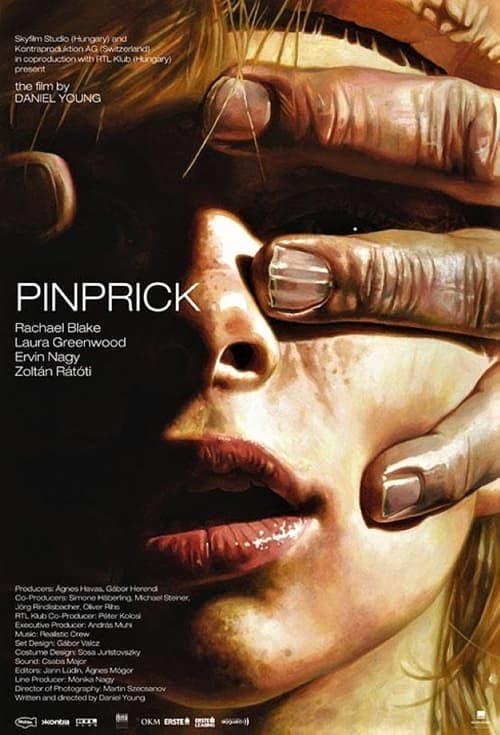 Skyfilm Studio (Hungary) and
Kontraproduktion AG (Switzerland)
in coproduction with RTL Klub (Hungary)
present
the film by
DANIEL YOUNG
PINPRICK
Rachael Blake
Laura Greenwood
Ervin Nagy
Zoltán Rátóti
Producers: Ágnes Havas, Gábor Herendi
Co-Producers: Simone Häberling, Michael Steiner,
Jörg Rindlisbacher, Oliver Rihs
RTL Klub Co-Producer: Péter Kolosi
Executive Producer: András Muhi
Music: Realistic Crew
Set Design: Gábor Valcz
Costume Design: Sosa Juristovszky
Sound: Csaba Major
Editors: Jann Lüdin, Ágnes Mógor
Line Producer: Mónika Nagy
Director of Photography: Martin Szecsanov
Written and directed by Daniel Young
kontra RTL OKM ERSTE ERSTE